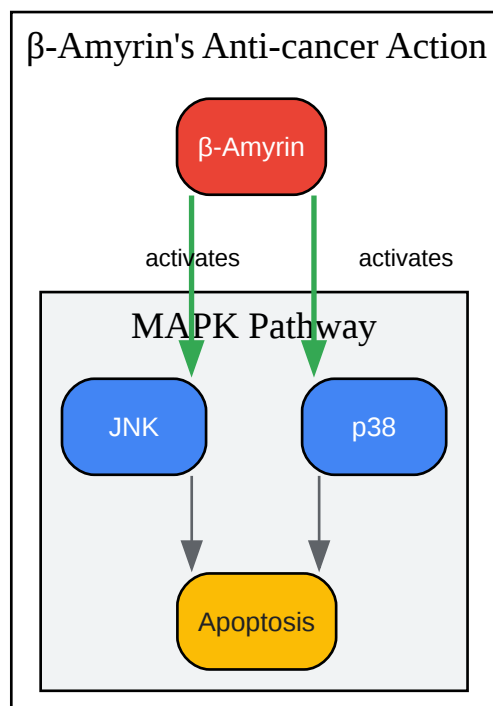 β-Amyrin's Anti-cancer Action
β-Amyrin
activates
activates
MAPK Pathway
JNK
p38
Apoptosis